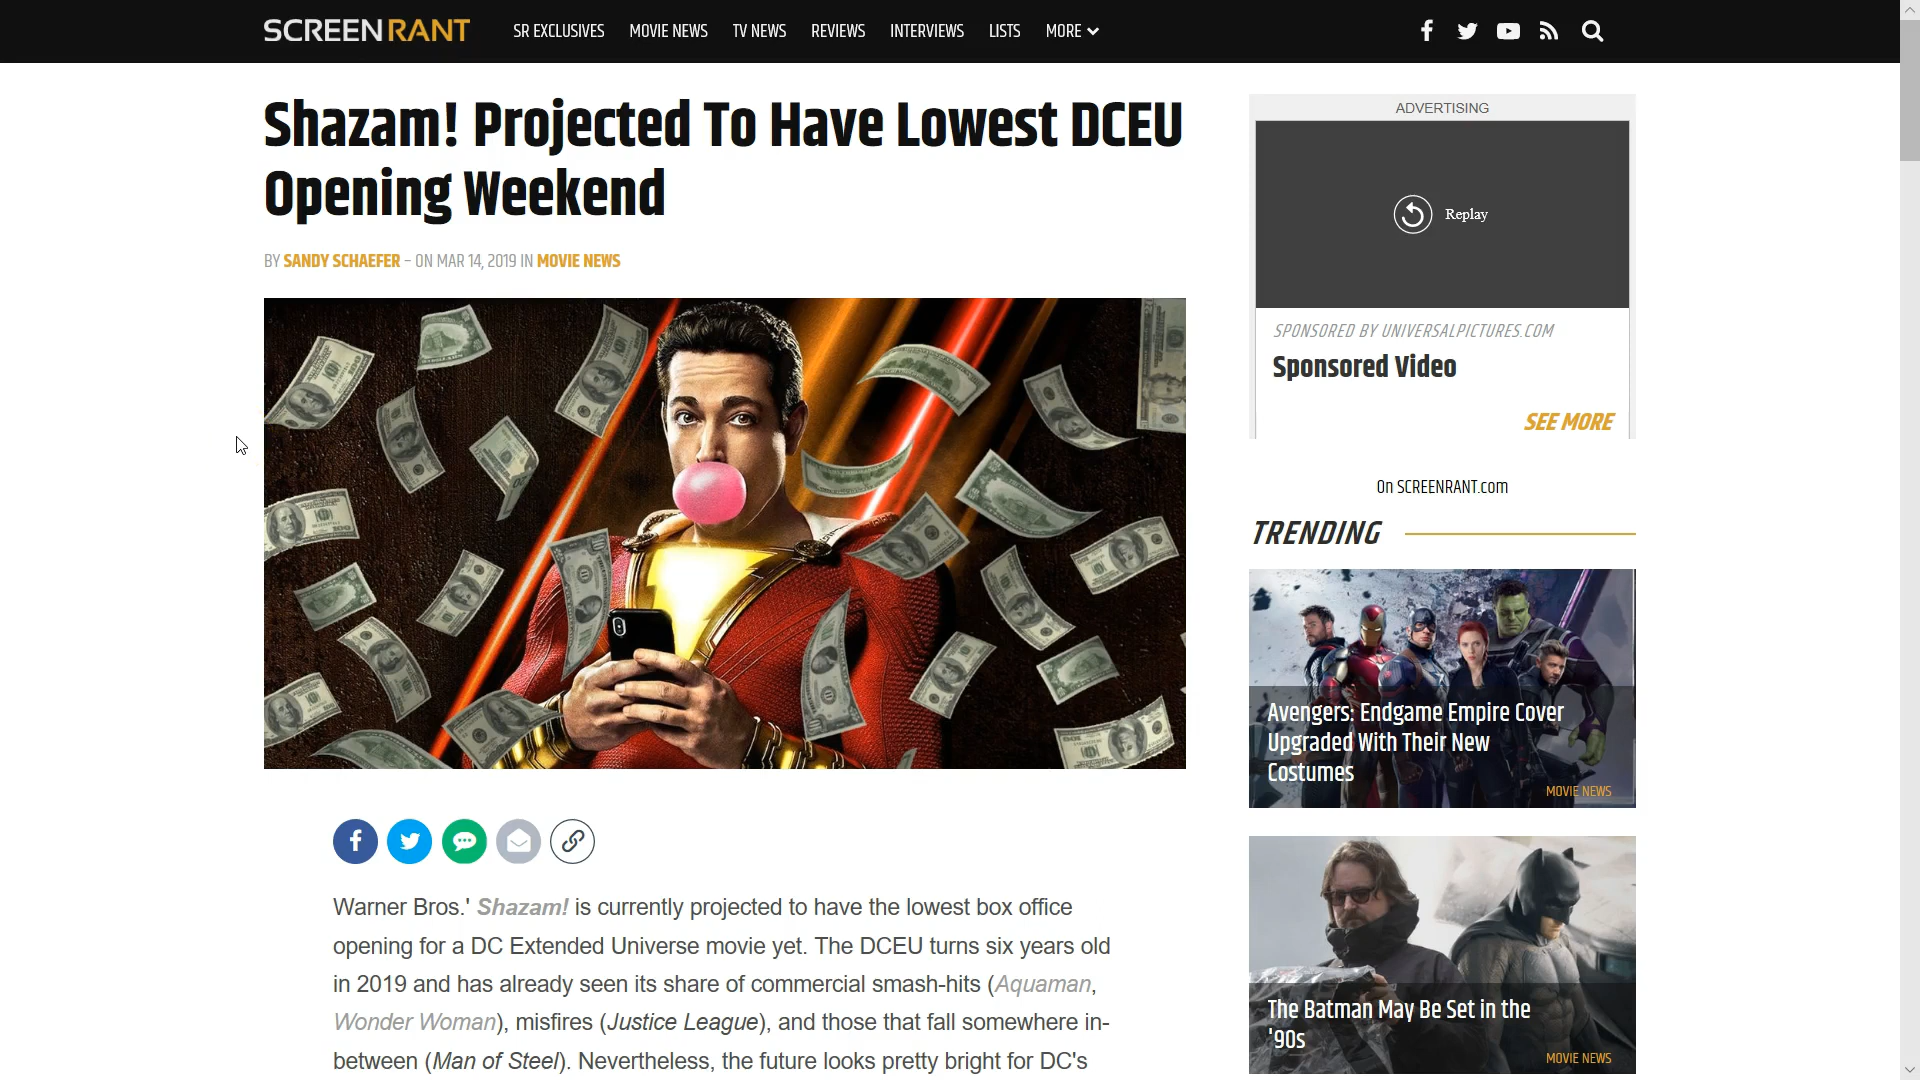 SCREENRANT
SR EXCLUSIVES MOVIE NEWS TV NEWS REVIEWS INTERVIEWS LISTS MORE
Shazam! Projected To Have Lowest DCEU
Opening Weekend
BY SANDY SCHAEFER – ON MAR 14, 2019 IN MOVIE NEWS
Warner Bros.' Shazam! is currently projected to have the lowest box office
opening for a DC Extended Universe movie yet. The DCEU turns six years old
in 2019 and has already seen its share of commercial smash-hits (Aquaman,
Wonder Woman), misfires (Justice League), and those that fall somewhere in-
between (Man of Steel). Nevertheless, the future looks pretty bright for DC's
ADVERTISING
Replay
SPONSORED BY UNIVERSALPICTURES.COM
Sponsored Video
SEE MORE
On SCREENRANT.com
TRENDING
Avengers: Endgame Empire Cover
Upgraded With Their New
Costumes
MOVIE NEWS
The Batman May Be Set in the
'90s
MOVIE NEWS